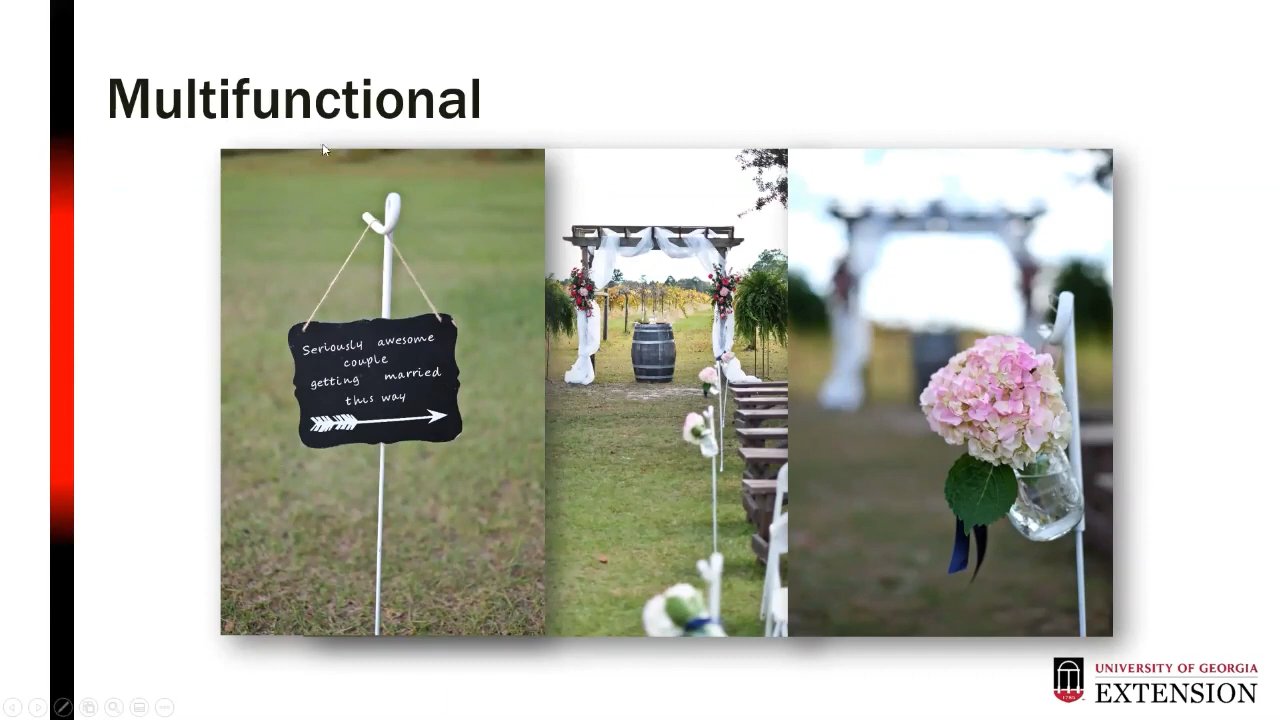 Multifunctional
Seriously awesome
couple
getting married
this way
UNIVERSITY OF GEORGIA
EXTENSION